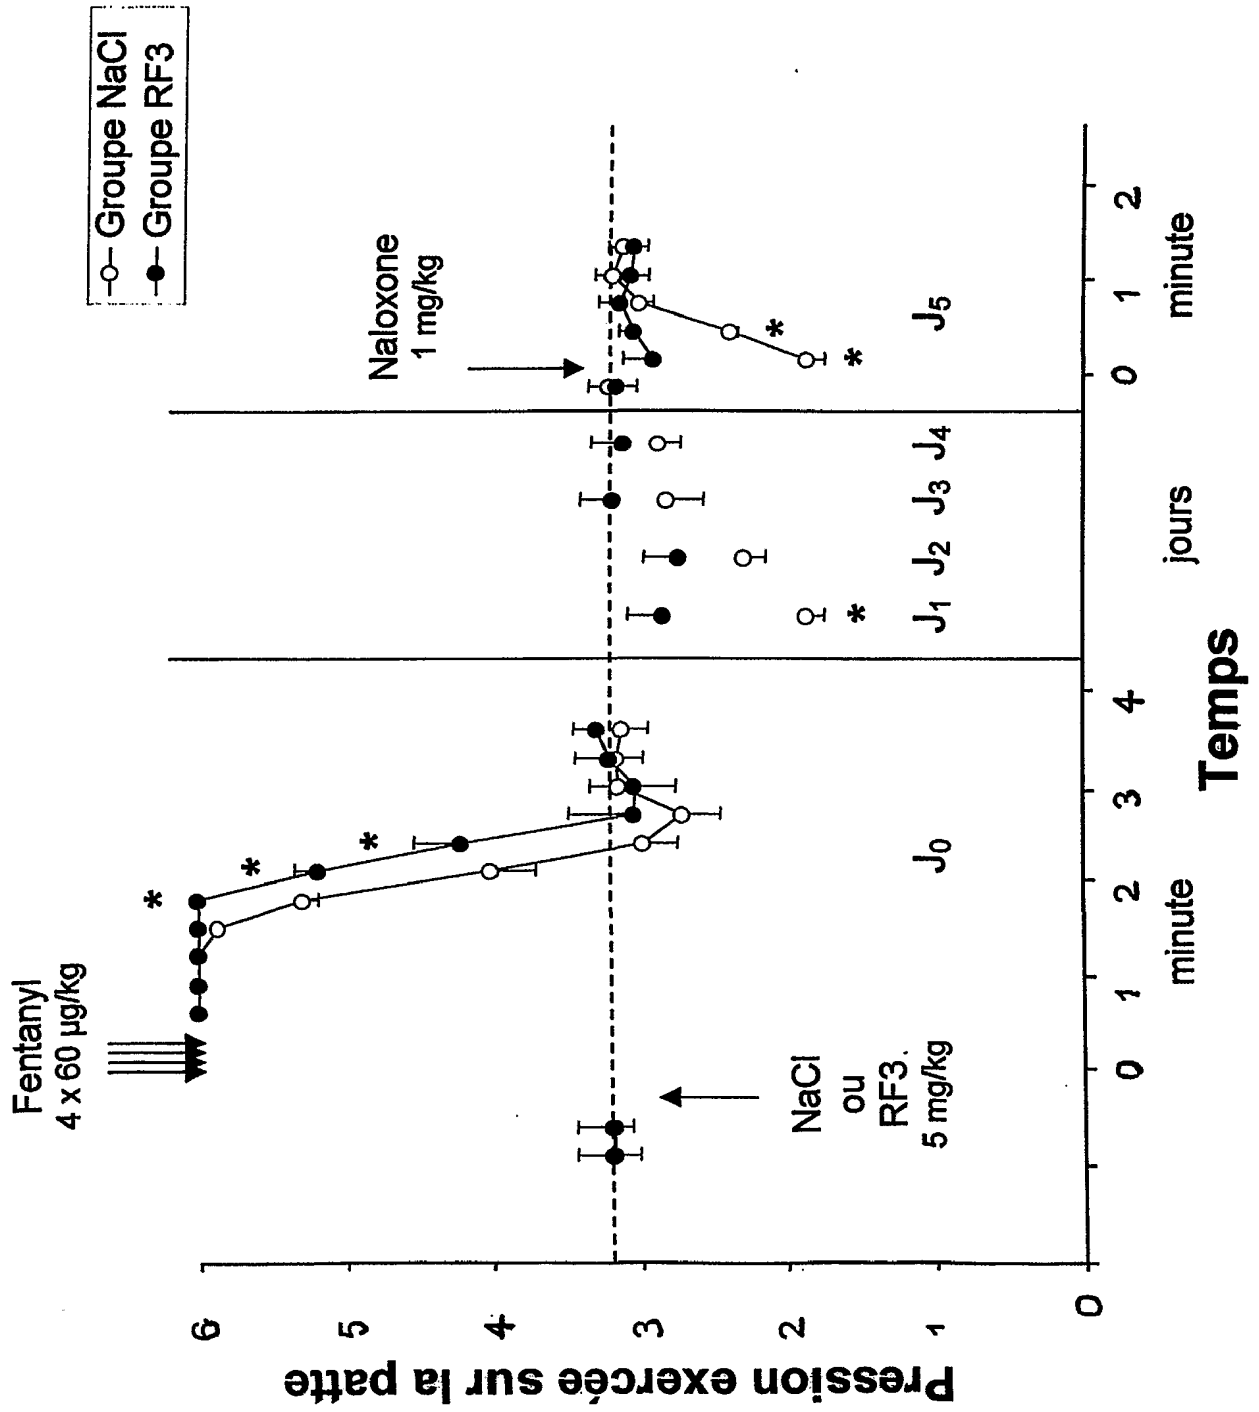 Groupe NaCl
Groupe RF3
Fentanyl
4 x 60 µg/kg
Naloxone
1 mg/kg
*
*
*
*
*
*
NaCl
ou
RF3.
5 mg/kg
J0
J1
J2
J3
J4
J5
6
5
4
3
2
1
0
Pression exercée sur la patte
0 1 2 3 4
0 1 2
minute
jours
minute
Temps